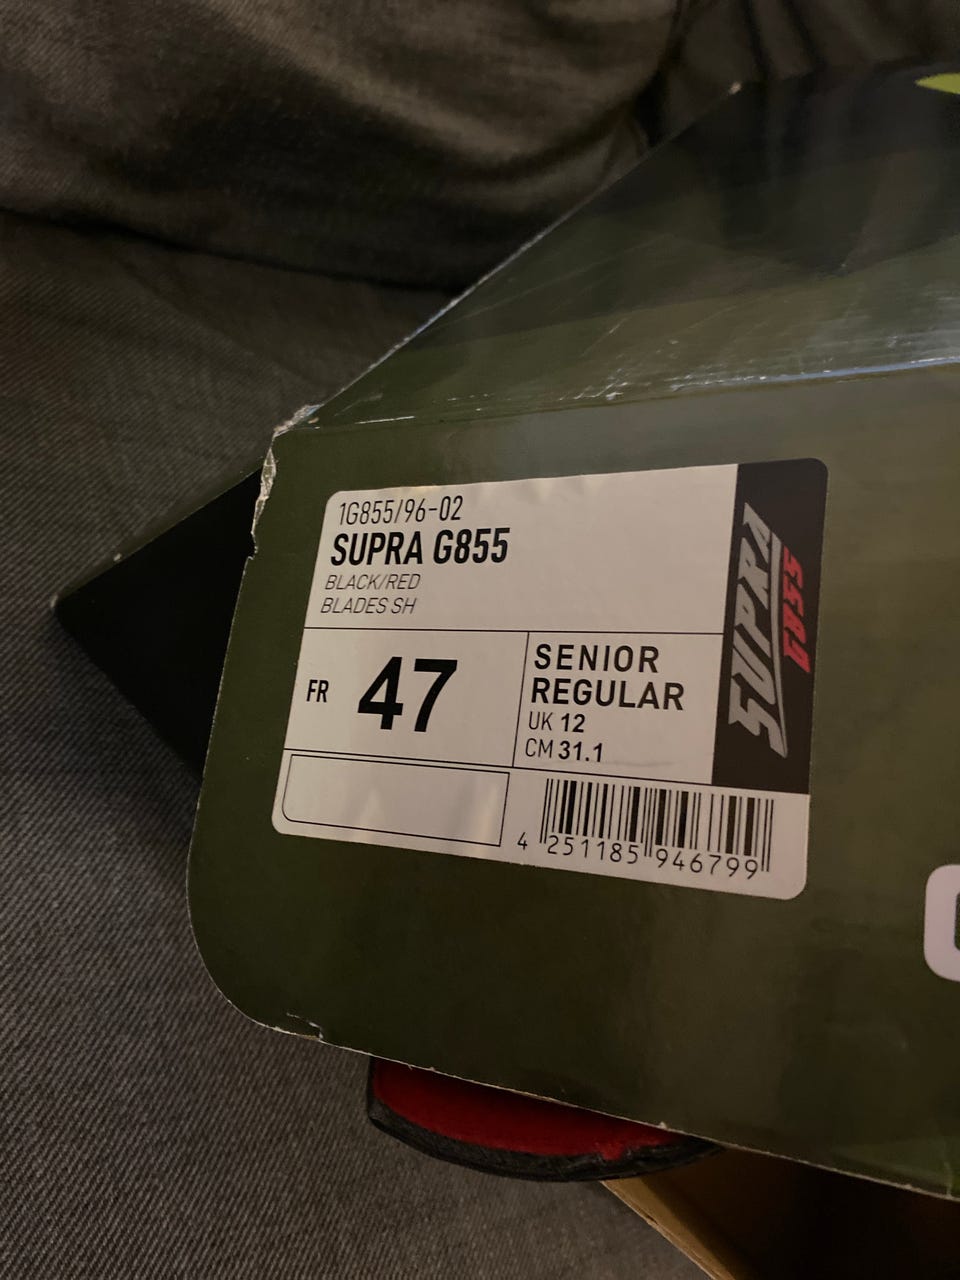 1G855/96-02
SUPRA G855
BLACK/RED
BLADES SH
FR 47
SENIOR
REGULAR
UK 12
CM 31.1
4 251185 946799
SUPRA
G855